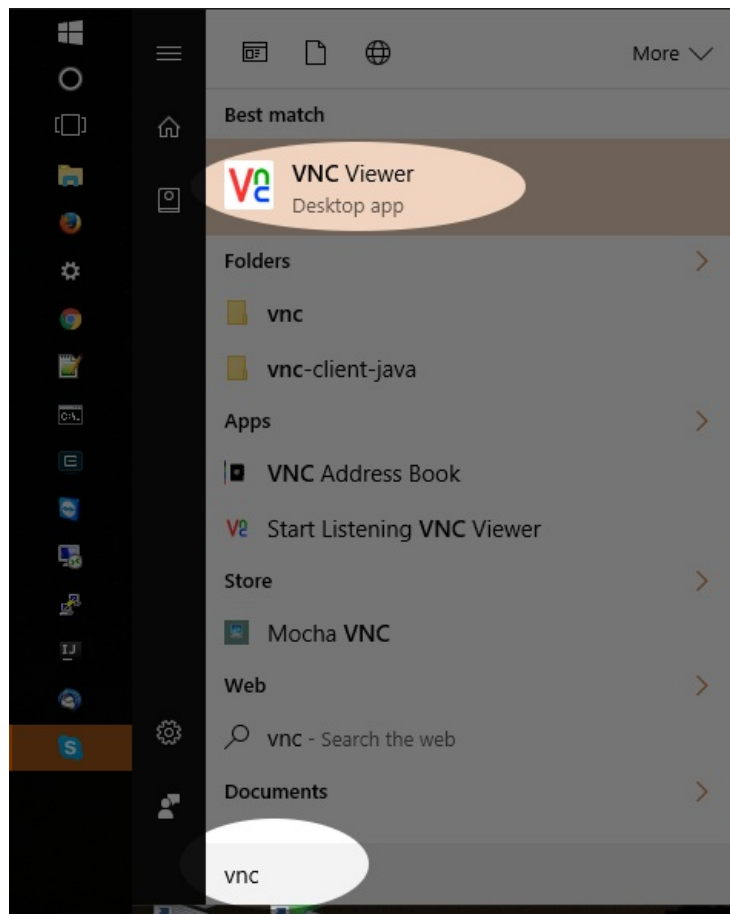 More
Best match
VNC Viewer
Desktop app
Folders
vnc
vnc-client-java
Apps
VNC Address Book
Start Listening VNC Viewer
Store
Mocha VNC
Web
vnc - Search the web
Documents
vnc